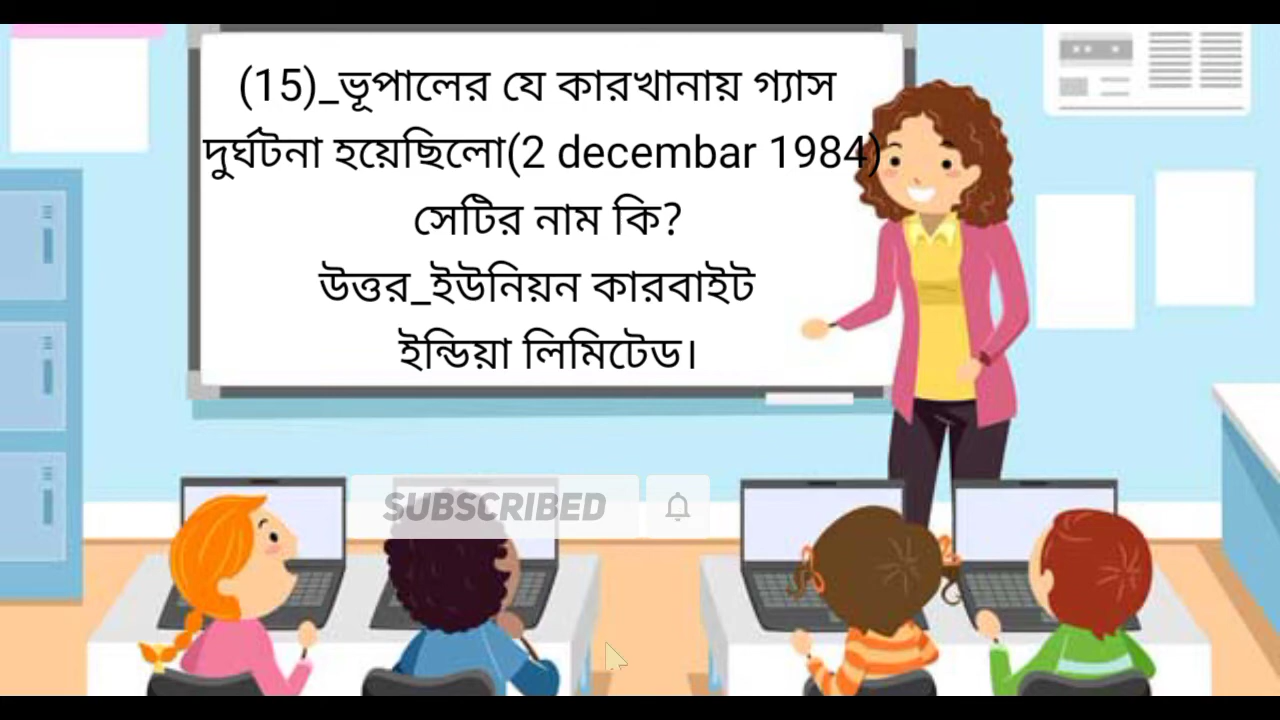 (15)_ভূপালের যে কারখানায় গ্যাস
দুর্ঘটনা হয়েছিলো(2 decembar 1984)
সেটির নাম কি?
উত্তর_ইউনিয়ন কারবাইট
ইন্ডিয়া লিমিটেড।
SUBSCRIBED